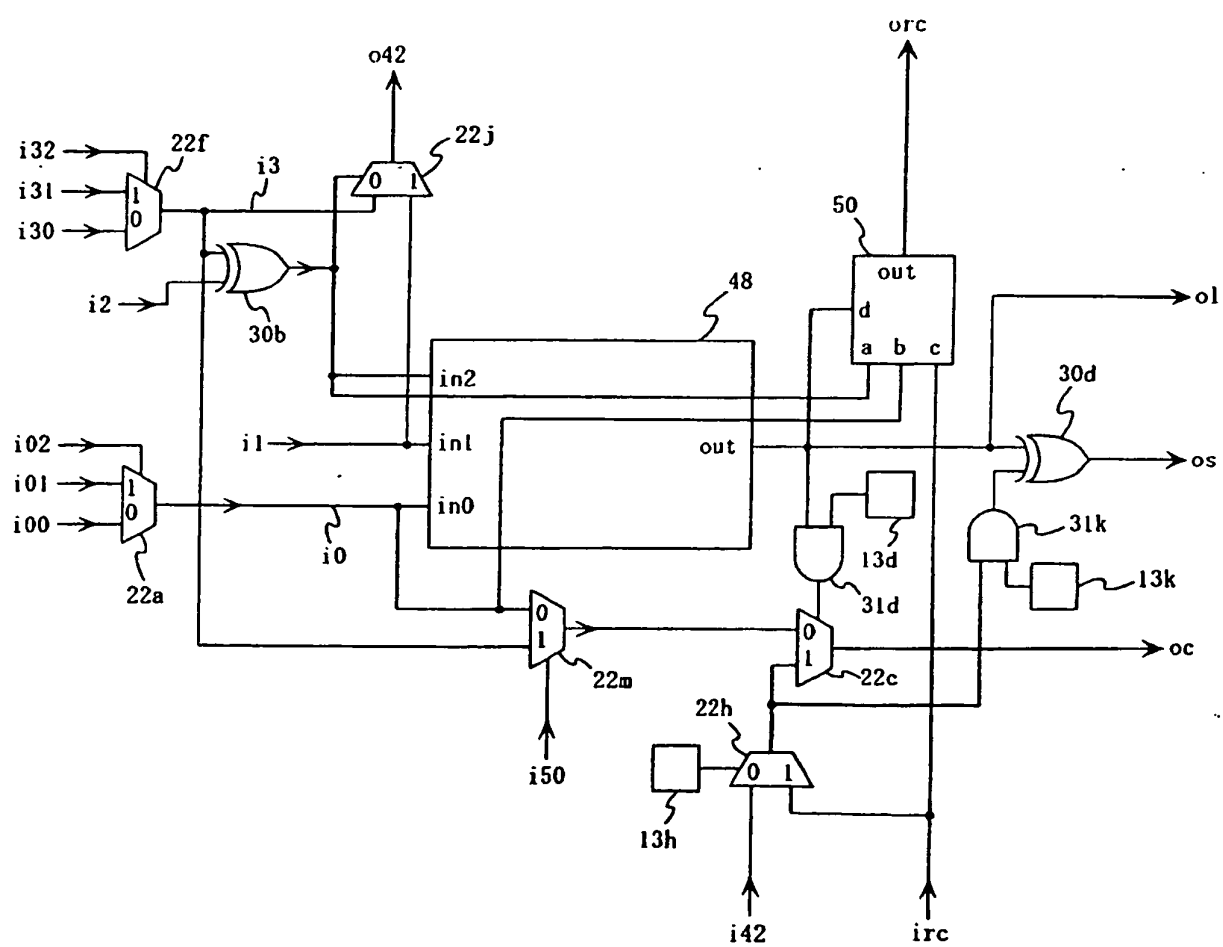 orc
o42
i32
22f
22j
i31
1
i3
0
1
i30
0
50
out
48
d
ol
i2
30b
a b c
30d
in2
i02
i1
in1
out
os
i01
1
i00
0
in0
i0
13d
31k
22a
31d
13k
0
1
0
1
oc
22m
22c
22h
i50
0
1
13h
i42
irc